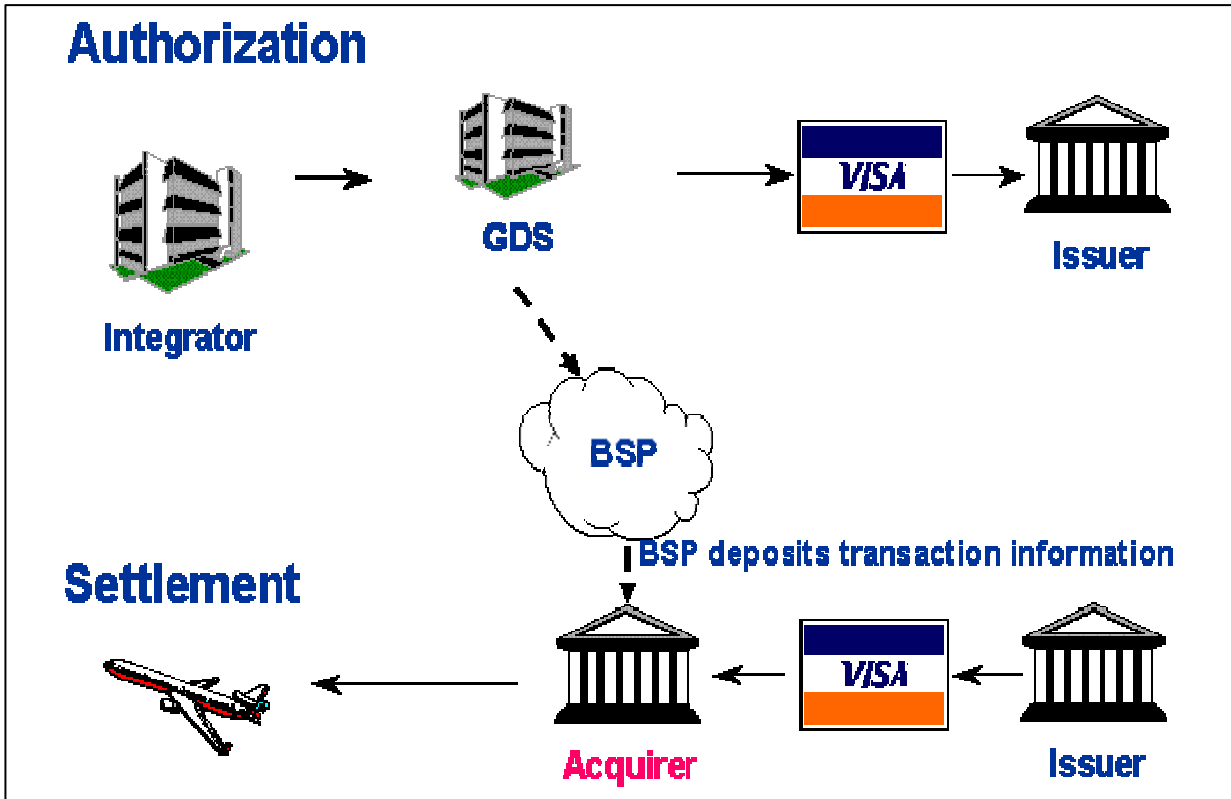 Authorization
VISA
GDS
Issuer
Integrator
BSP
BSP deposits transaction information
Settlement
VISA
Acquirer
Issuer